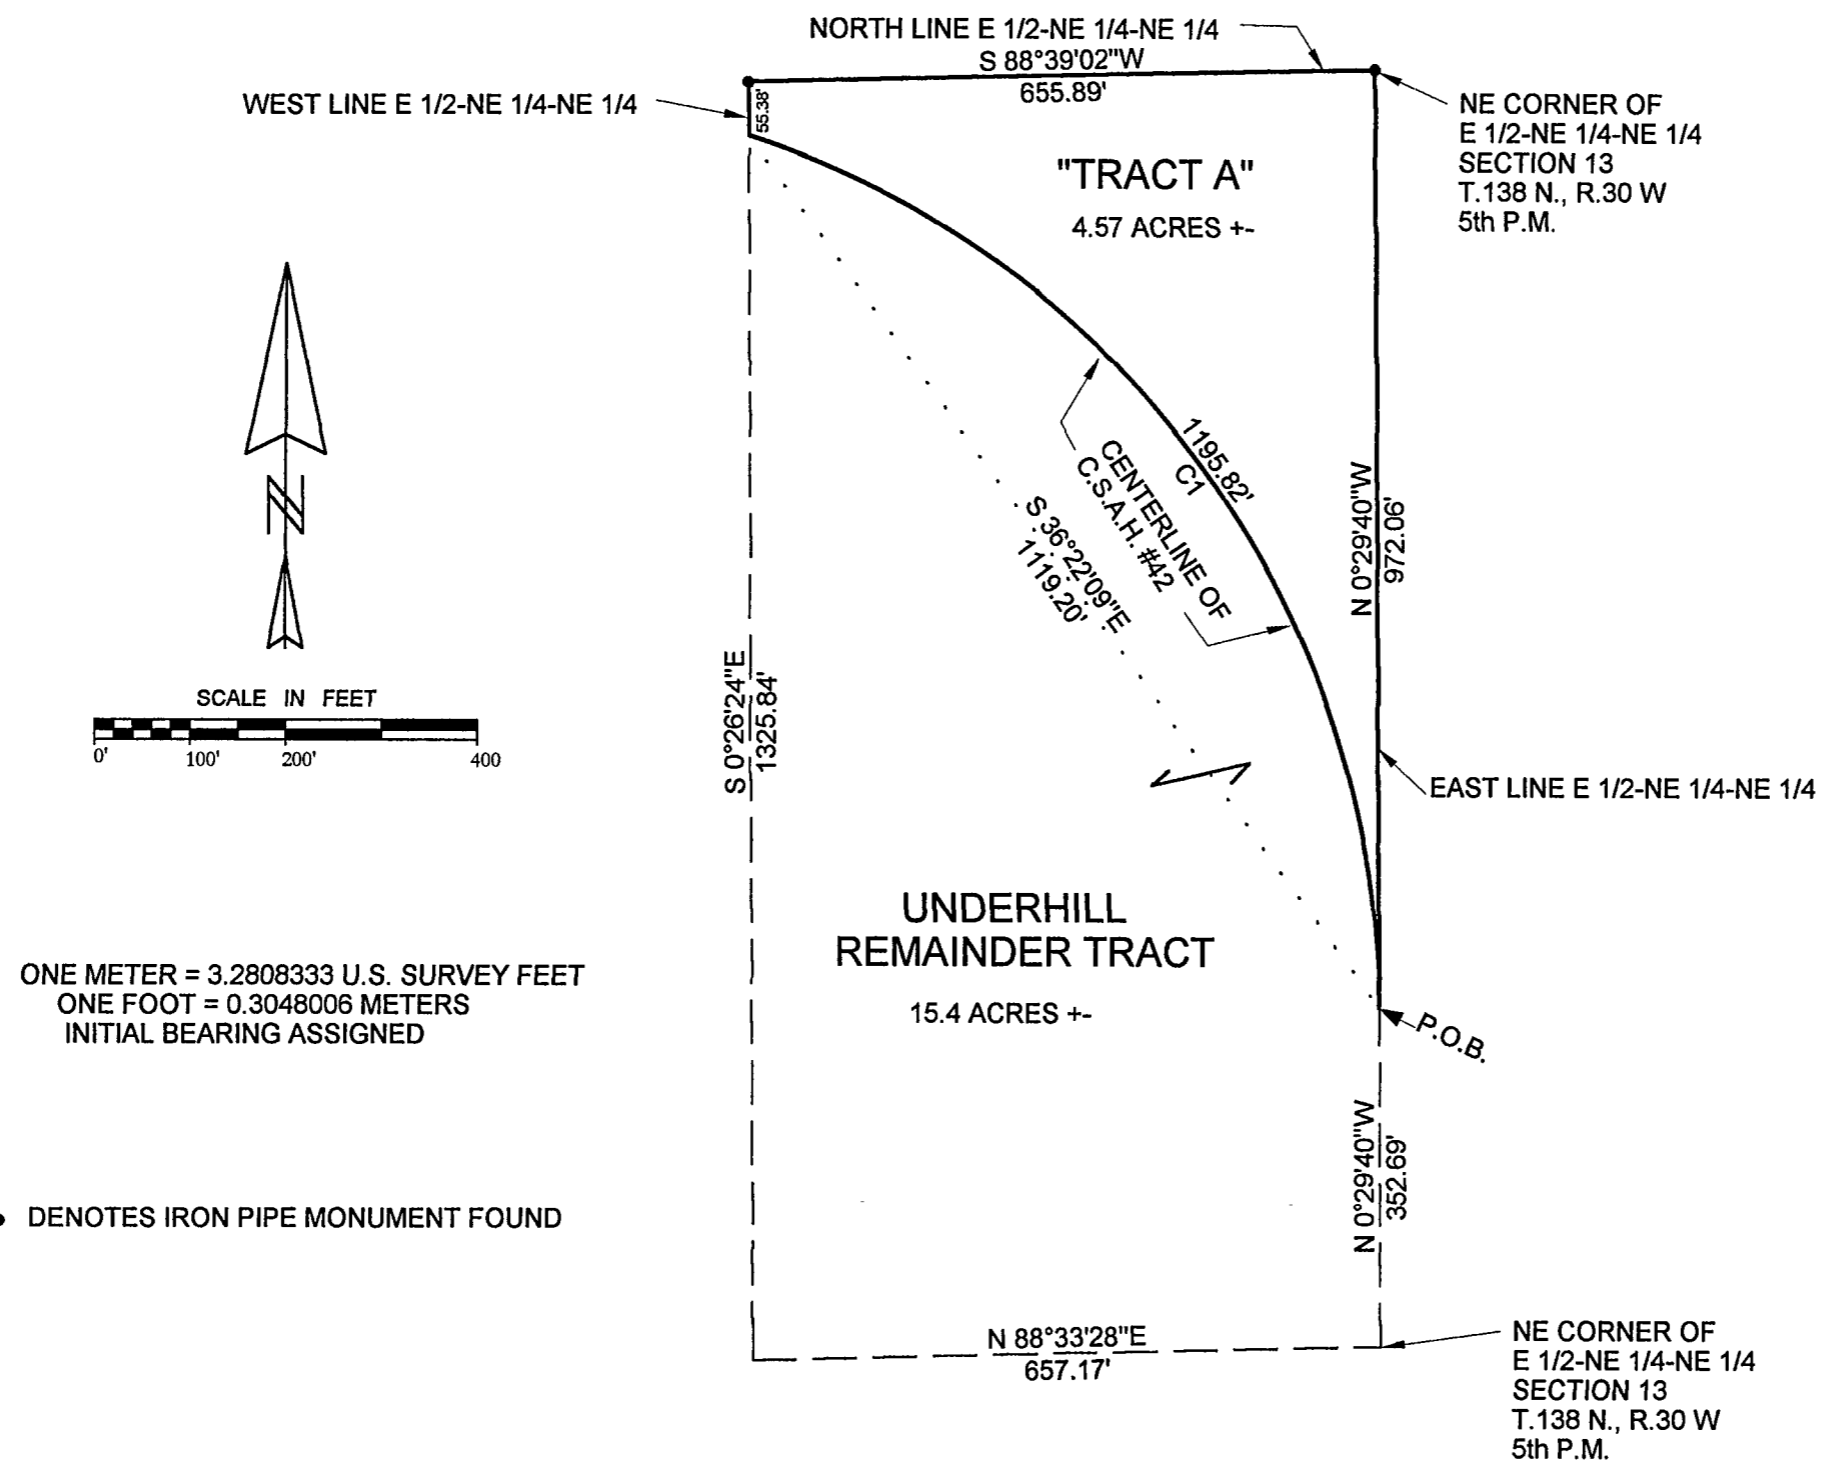 NORTH LINE E 1/2-NE 1/4-NE 1/4
S 88°39'02"W
655.89'
WEST LINE E 1/2-NE 1/4-NE 1/4
55.38'
NE CORNER OF
E 1/2-NE 1/4-NE 1/4
SECTION 13
T.138 N., R.30 W
5th P.M.
"TRACT A"
4.57 ACRES +-
N
1195.82'
C1
CENTERLINE OF
C.S.A.H. #42
S 36°22'09"E
1119.20'
N 0°29'40"W
972.06'
S 0°26'24"E
1325.84'
SCALE IN FEET
0' 100' 200' 400
EAST LINE E 1/2-NE 1/4-NE 1/4
UNDERHILL
REMAINDER TRACT
15.4 ACRES +-
ONE METER = 3.2808333 U.S. SURVEY FEET
ONE FOOT = 0.3048006 METERS
INITIAL BEARING ASSIGNED
P.O.B.
N 0°29'40"W
352.69'
DENOTES IRON PIPE MONUMENT FOUND
N 88°33'28"E
657.17'
NE CORNER OF
E 1/2-NE 1/4-NE 1/4
SECTION 13
T.138 N., R.30 W
5th P.M.